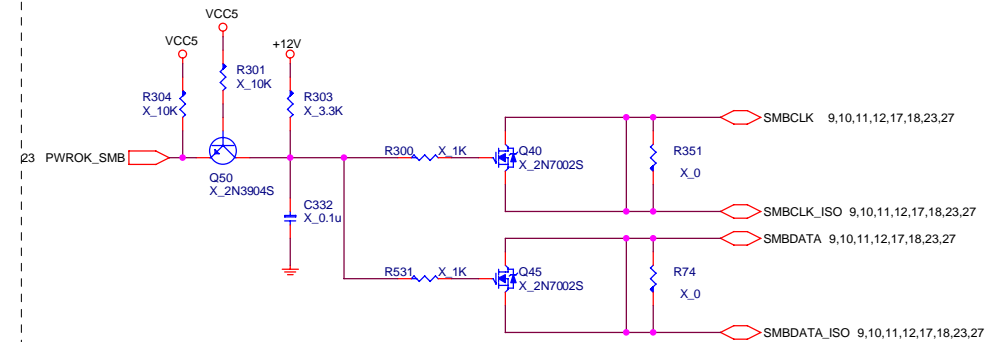 VCC5
VCC5
+12V
R301
X_10K
R304
X_10K
R303
X_3.3K
23 PWROK_SMB
Q50
X_2N3904S
C332
X_0.1u
R300 X_1K
Q40
X_2N7002S
R351
X_0
SMBCLK 9,10,11,12,17,18,23,27
SMBCLK_ISO 9,10,11,12,17,18,23,27
SMBDATA 9,10,11,12,17,18,23,27
R531 X_1K
Q45
X_2N7002S
R74
X_0
SMBDATA_ISO 9,10,11,12,17,18,23,27